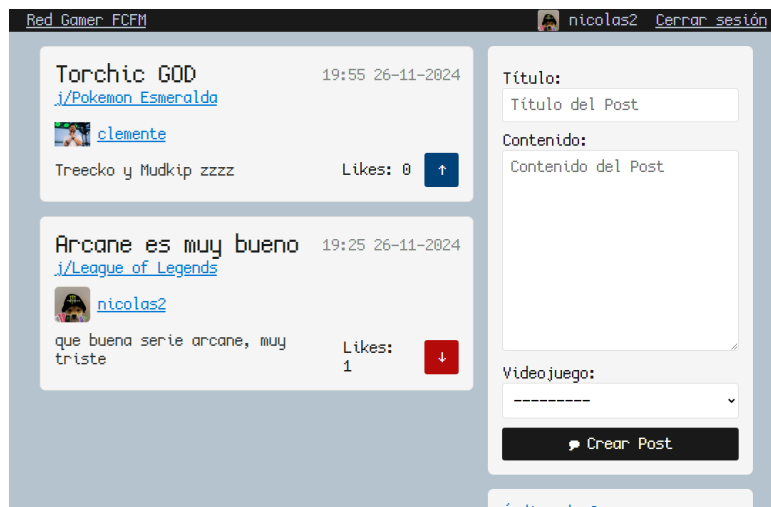 Red Gamer FCFM
nicolas2 Cerrar sesión
Torchic GOD
19:55 26-11-2024
j/Pokemon Esmeralda
clemente
Treecko y Mudkip zzzz
Likes: 0 ↑
Arcane es muy bueno
19:25 26-11-2024
j/League of Legends
nicolas2
que buena serie arcane, muy
triste
Likes:
1 ↓
Título:
Título del Post
Contenido:
Contenido del Post
Videojuego:
---------
Crear Post